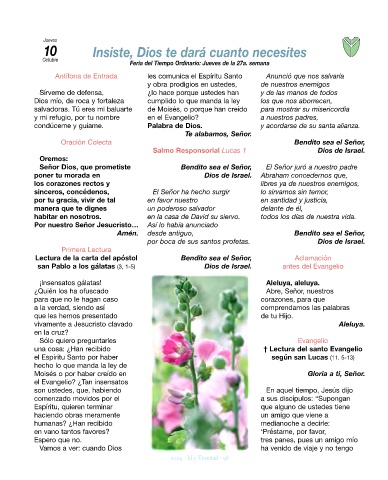 Jueves
10
Octubre
Insiste, Dios te dará cuanto necesites
Feria del Tiempo Ordinario: Jueves de la 27a. semana
Antífona de Entrada
Sírveme de defensa,
Dios mío, de roca y fortaleza
salvadoras. Tú eres mi baluarte
y mi refugio, por tu nombre
condúceme y guíame.
Oración Colecta
Oremos:
Señor Dios, que prometiste
poner tu morada en
los corazones rectos y
sinceros, concédenos,
por tu gracia, vivir de tal
manera que te dignes
habitar en nosotros.
Por nuestro Señor Jesucristo...
Amén.
Primera Lectura
Lectura de la carta del apóstol
san Pablo a los gálatas (3, 1-5)
¡Insensatos gálatas!
¿Quién los ha ofuscado
para que no le hagan caso
a la verdad, siendo así
que les hemos presentado
vivamente a Jesucristo clavado
en la cruz?
Sólo quiero preguntarles
una cosa: ¿Han recibido
el Espíritu Santo por haber
hecho lo que manda la ley de
Moisés o por haber creído en
el Evangelio? ¿Tan insensatos
son ustedes, que, habiendo
comenzado movidos por el
Espíritu, quieren terminar
haciendo obras meramente
humanas? ¿Han recibido
en vano tantos favores?
Espero que no.
Vamos a ver: cuando Dios
les comunica el Espíritu Santo
y obra prodigios en ustedes,
¿lo hace porque ustedes han
cumplido lo que manda la ley
de Moisés, o porque han creído
en el Evangelio?
Palabra de Dios.
Te alabamos, Señor.
Salmo Responsorial Lucas 1
Bendito sea el Señor,
Dios de Israel.
El Señor ha hecho surgir
en favor nuestro
un poderoso salvador
en la casa de David su siervo.
Así lo había anunciado
desde antiguo,
por boca de sus santos profetas.
Bendito sea el Señor,
Dios de Israel.
Anunció que nos salvaría
de nuestros enemigos
y de las manos de todos
los que nos aborrecen,
para mostrar su misericordia
a nuestros padres,
y acordarse de su santa alianza.
Bendito sea el Señor,
Dios de Israel.
El Señor juró a nuestro padre
Abraham concedernos que,
libres ya de nuestros enemigos,
lo sirvamos sin temor,
en santidad y justicia,
delante de él,
todos los días de nuestra vida.
Bendito sea el Señor,
Dios de Israel.
Aclamación
antes del Evangelio
Aleluya, aleluya.
Abre, Señor, nuestros
corazones, para que
comprendamos las palabras
de tu Hijo.
Aleluya.
Evangelio
† Lectura del santo Evangelio
según san Lucas (11. 5-13)
Gloria a ti, Señor.
En aquel tiempo, Jesús dijo
a sus discípulos: “Supongan
que alguno de ustedes tiene
un amigo que viene a
medianoche a decirle:
‘Préstame, por favor,
tres panes, pues un amigo mío
ha venido de viaje y no tengo